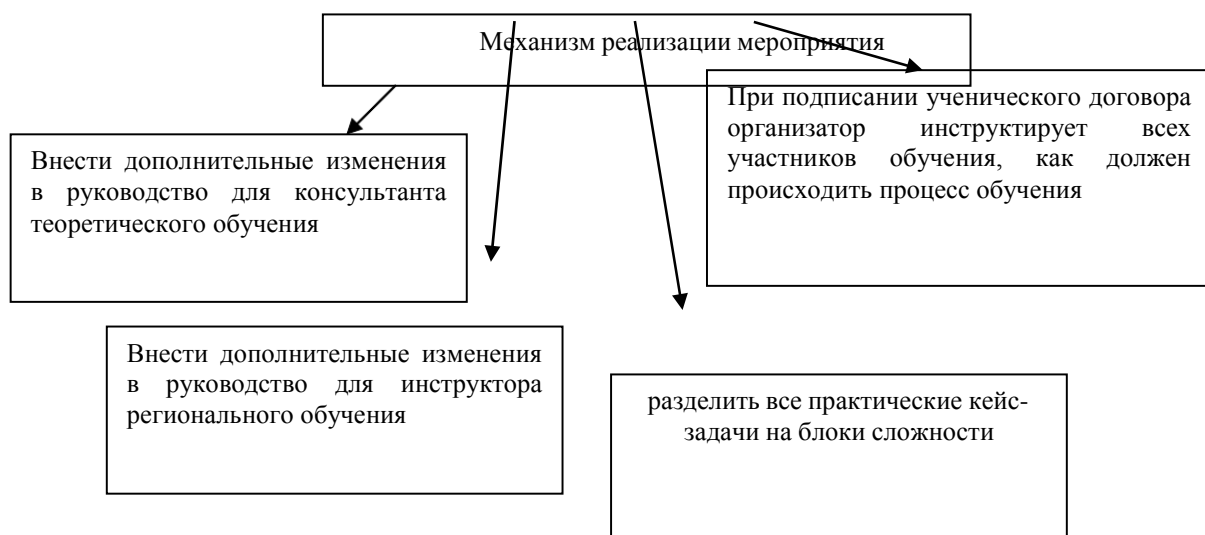 Механизм реализации мероприятия
При подписании ученического договора
организатор инструктирует всех
участников обучения, как должен
происходить процесс обучения
Внести дополнительные изменения
в руководство для консультанта
теоретического обучения
Внести дополнительные изменения
в руководство для инструктора
регионального обучения
разделить все практические кейс-
задачи на блоки сложности